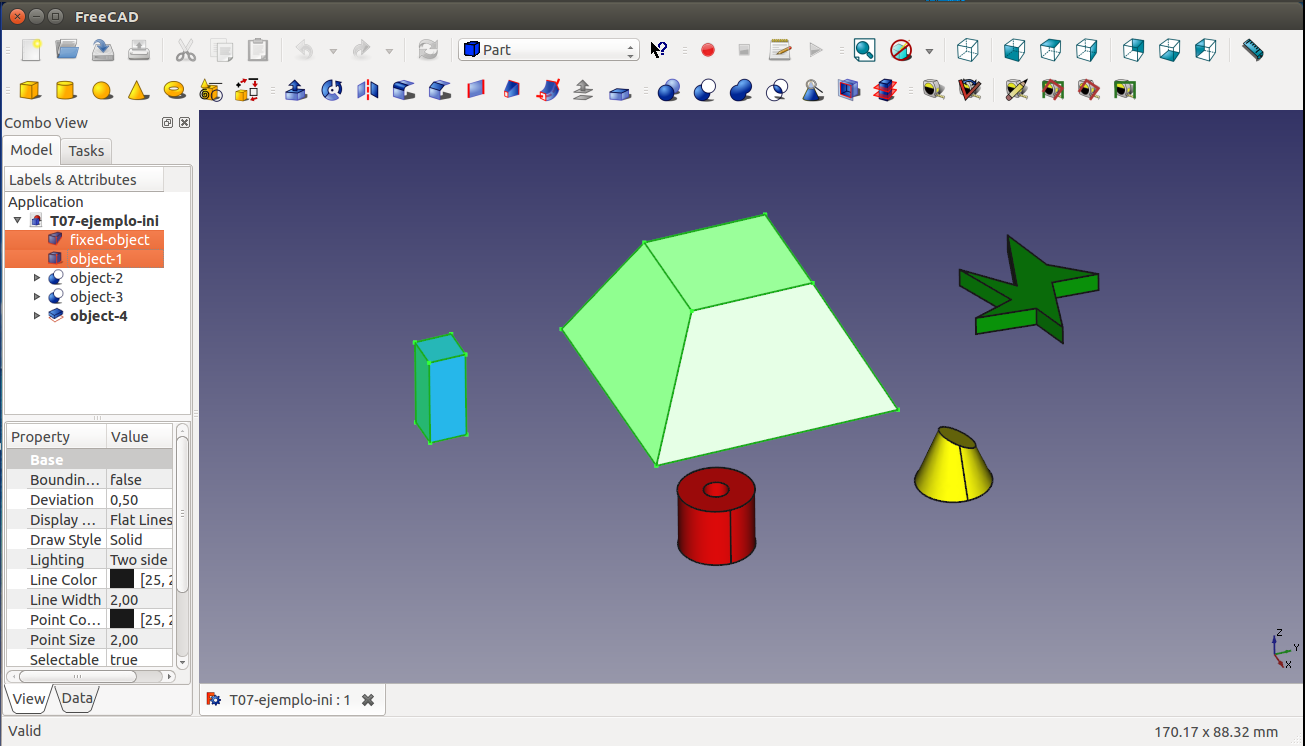 FreeCAD
Part
Combo View
Model Tasks
Labels & Attributes
Application
T07-ejemplo-ini
fixed-object
object-1
object-2
object-3
object-4
Property Value
Base
Boundin... false
Deviation 0,50
Display ... Flat Lines
Draw Style Solid
Lighting Two side
Line Color [25, 2
Line Width 2,00
Point Co... [25, 2
Point Size 2,00
Selectable true
View Data
Z
Y
X
T07-ejemplo-ini : 1
Valid 170.17 x 88.32 mm